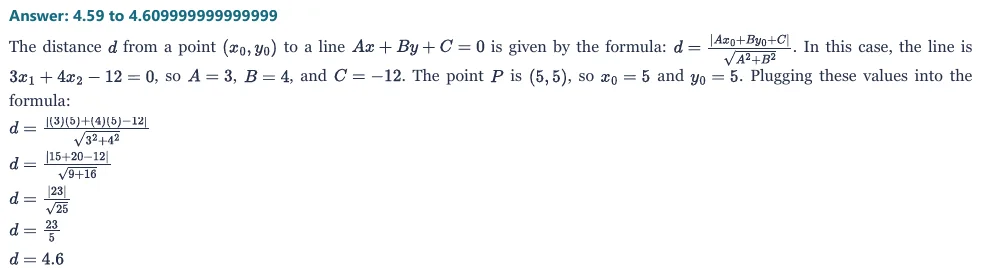 Answer: 4.59 to 4.609999999999999
The distance d from a point (x₀, y₀) to a line Ax + By + C = 0 is given by the formula: d = |Ax₀+By₀+C| / √(A²+B²). In this case, the line is
3x₁ + 4x₂ − 12 = 0, so A = 3, B = 4, and C = −12. The point P is (5, 5), so x₀ = 5 and y₀ = 5. Plugging these values into the
formula:
d = |(3)(5)+(4)(5)−12| / √(3²+4²)
d = |15+20−12| / √(9+16)
d = |23| / √25
d = 23/5
d = 4.6